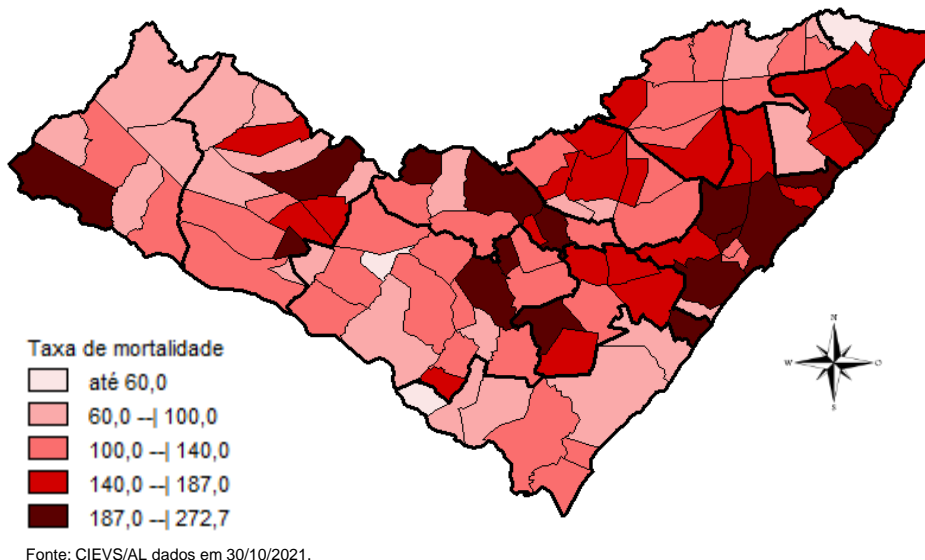 N
W
O
S
Taxa de mortalidade
até 60,0
60,0 --| 100,0
100,0 --| 140,0
140,0 --| 187,0
187,0 --| 272,7
Fonte: CIEVS/AL dados em 30/10/2021.